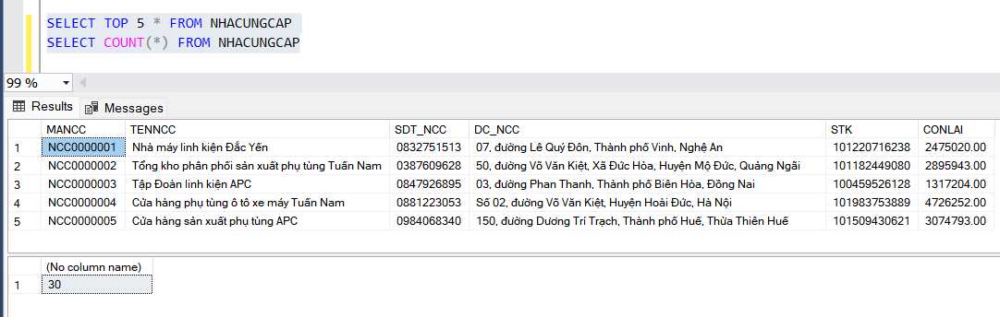 SELECT TOP 5 * FROM NHACUNGCAP
SELECT COUNT(*) FROM NHACUNGCAP
99 %
Results Messages
MANCC TENNCC SDT_NCC DC_NCC STK CONLAI
1 NCC0000001 Nhà máy linh kiện Đắc Yến 0832751513 07, đường Lê Quý Đôn, Thành phố Vinh, Nghệ An 101220716238 2475020.00
2 NCC0000002 Tổng kho phân phối sản xuất phụ tùng Tuấn Nam 0387609628 50, đường Võ Văn Kiệt, Xã Đức Hòa, Huyện Mộ Đức, Quảng Ngãi 101182449080 2895943.00
3 NCC0000003 Tập Đoàn linh kiện APC 0847926895 03, đường Phan Thanh, Thành phố Biên Hòa, Đồng Nai 100459526128 1317204.00
4 NCC0000004 Cửa hàng phụ tùng ô tô xe máy Tuấn Nam 0881223053 Số 02, đường Võ Văn Kiệt, Huyện Hoài Đức, Hà Nội 101983753889 4726252.00
5 NCC0000005 Cửa hàng sản xuất phụ tùng APC 0984068340 150, đường Dương Trí Trạch, Thành phố Huế, Thừa Thiên Huế 101509430621 3074793.00
(No column name)
1 30